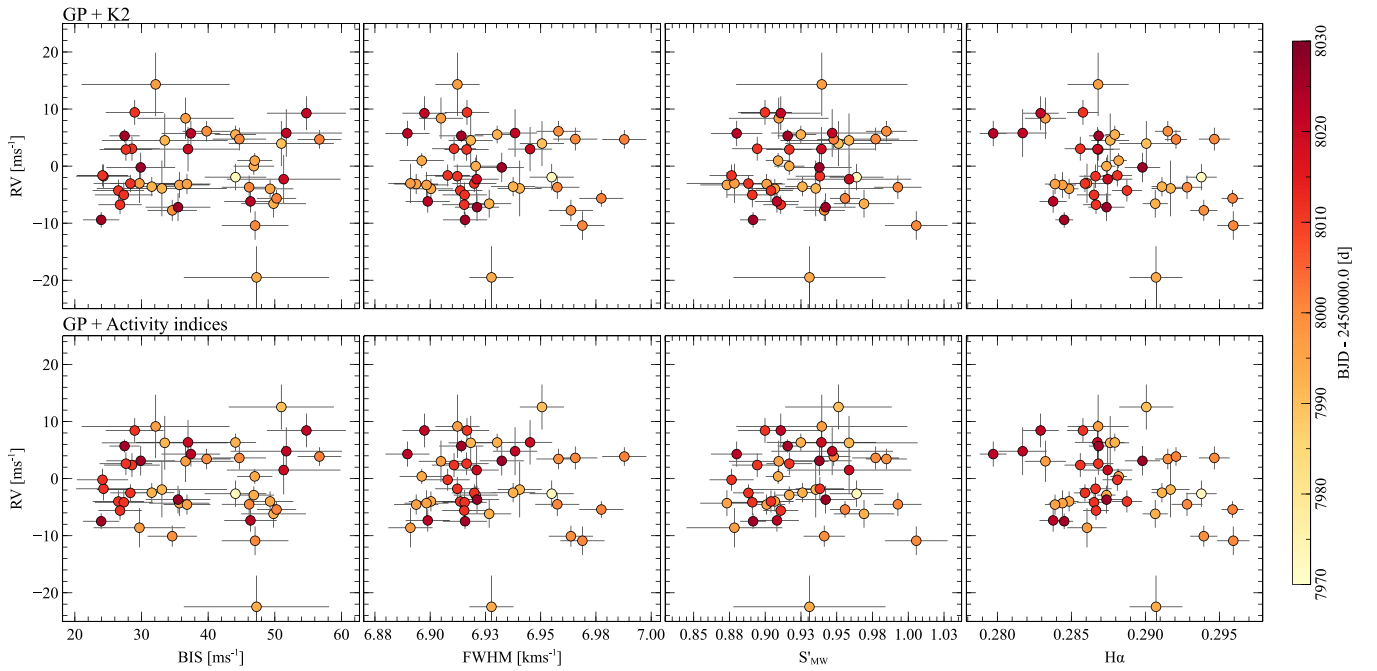 GP + K2
20
10
0
−10
−20
RV [ms⁻¹]
GP + Activity indices
20
10
0
−10
−20
RV [ms⁻¹]
20 30 40 50 60
BIS [ms⁻¹]
6.88 6.90 6.93 6.95 6.98 7.00
FWHM [kms⁻¹]
0.85 0.88 0.90 0.93 0.95 0.98 1.00 1.03
S'MW
0.280 0.285 0.290 0.295
Hα
8030
8020
8010
8000
7990
7980
7970
BJD - 2450000.0 [d]